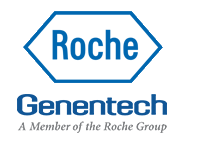 Roche
Genentech
A Member of the Roche Group